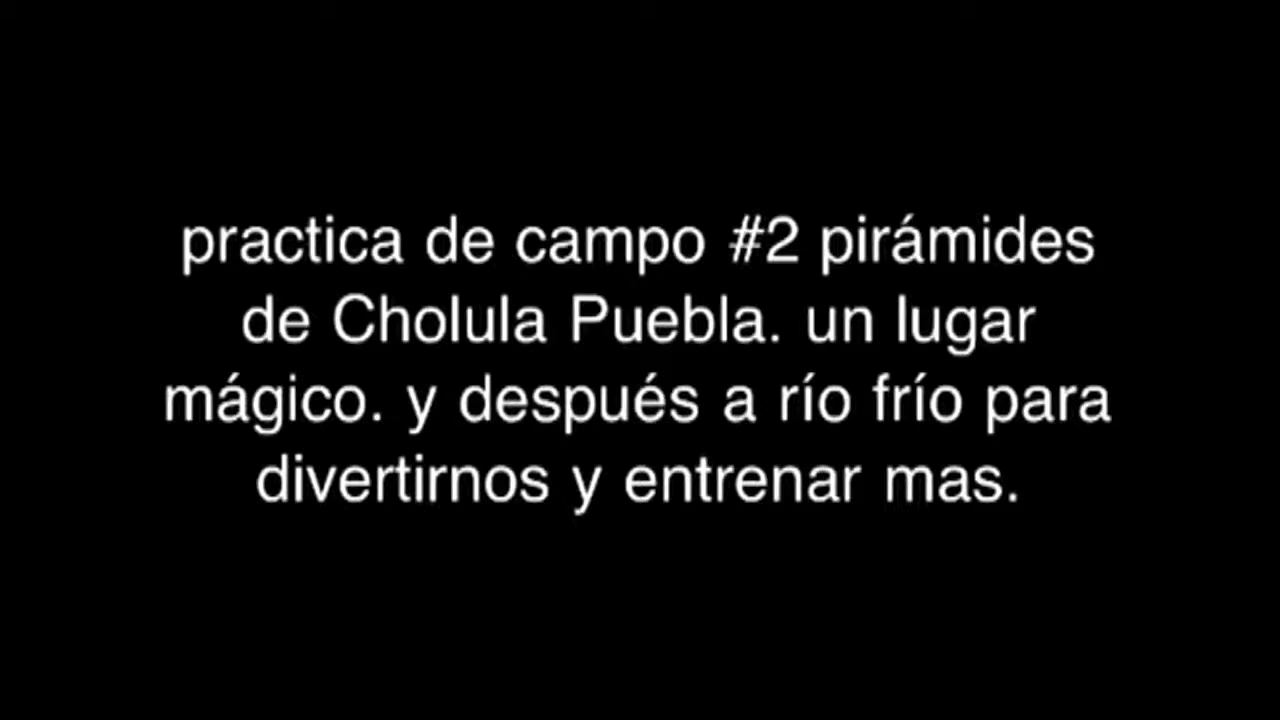 practica de campo #2 pirámides
de Cholula Puebla. un lugar
mágico. y después a río frío para
divertirnos y entrenar mas.